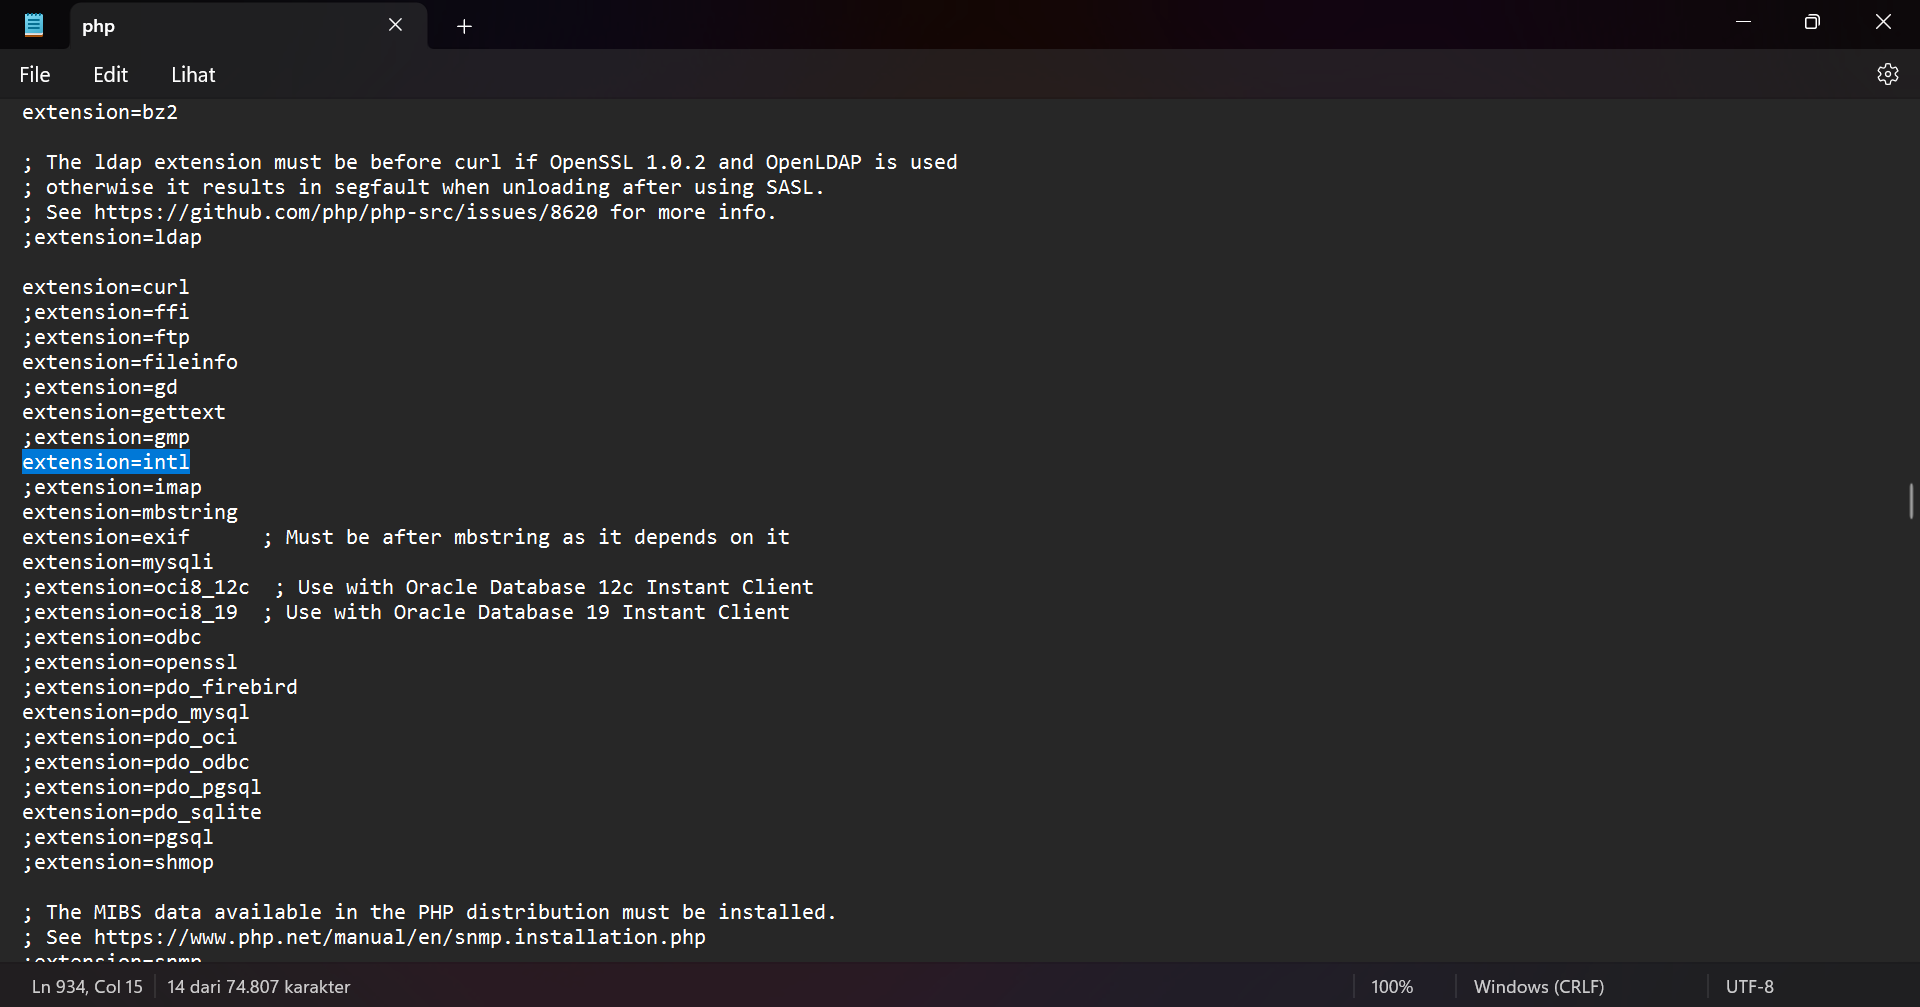 php
File Edit Lihat
extension=bz2
; The ldap extension must be before curl if OpenSSL 1.0.2 and OpenLDAP is used
; otherwise it results in segfault when unloading after using SASL.
; See https://github.com/php/php-src/issues/8620 for more info.
;extension=ldap
extension=curl
;extension=ffi
;extension=ftp
extension=fileinfo
;extension=gd
extension=gettext
;extension=gmp
extension=intl
;extension=imap
extension=mbstring
extension=exif      ; Must be after mbstring as it depends on it
extension=mysqli
;extension=oci8_12c  ; Use with Oracle Database 12c Instant Client
;extension=oci8_19  ; Use with Oracle Database 19 Instant Client
;extension=odbc
;extension=openssl
;extension=pdo_firebird
extension=pdo_mysql
;extension=pdo_oci
;extension=pdo_odbc
;extension=pdo_pgsql
extension=pdo_sqlite
;extension=pgsql
;extension=shmop
; The MIBS data available in the PHP distribution must be installed.
; See https://www.php.net/manual/en/snmp.installation.php
;extension=snmp
Ln 934, Col 15 14 dari 74.807 karakter 100% Windows (CRLF) UTF-8